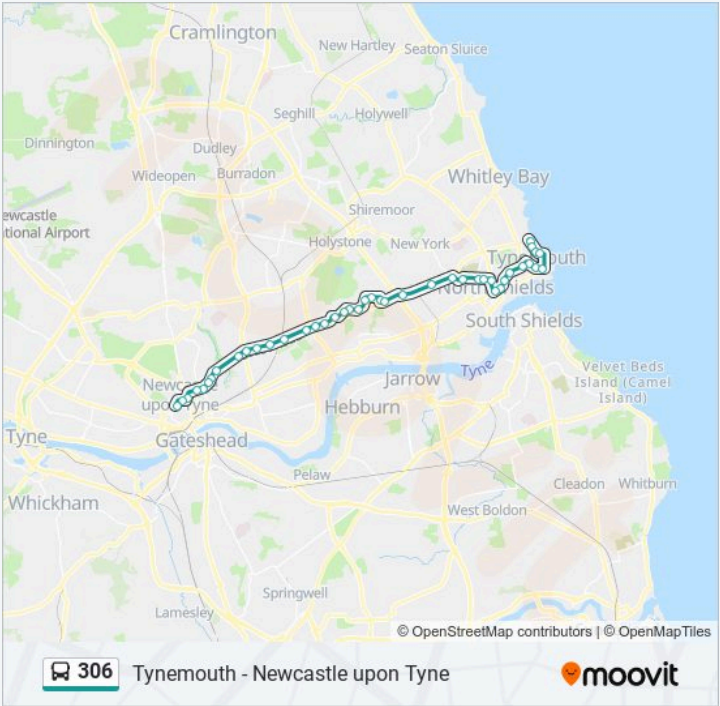 Cramlington
New Hartley
Seaton Sluice
Seghill
Holywell
Dinnington
Dudley
Wideopen
Burradon
Whitley Bay
Shiremoor
ewcastle
tional Airport
Holystone
New York
Tynemouth
North Shields
South Shields
Velvet Beds
Island (Camel
Island)
Tyne
Jarrow
Newcastle
upon Tyne
Hebburn
Tyne
Gateshead
Pelaw
Whickham
Cleadon
Whitburn
West Boldon
Springwell
Lamesley
© OpenStreetMap contributors | © OpenMapTiles
306
Tynemouth - Newcastle upon Tyne
moovit